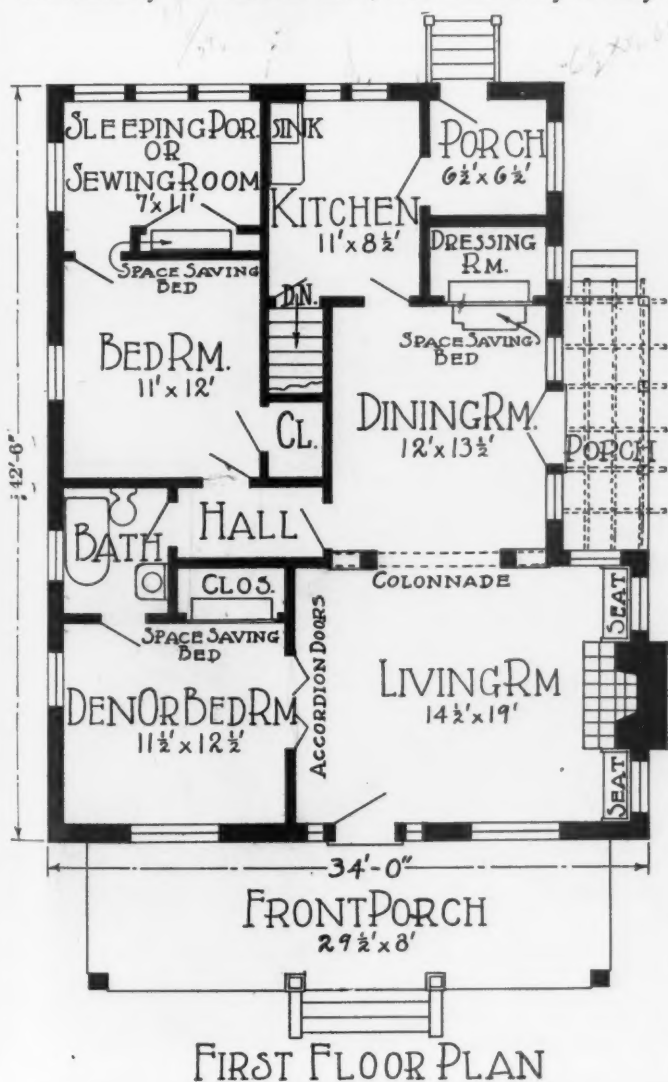 SLEEPING POR.
OR
SEWING ROOM
7' x 11'
SINK
KITCHEN
11' x 8½'
PORCH
6½' x 6½'
DRESSING
RM.
SPACE SAVING
BED
DN.
SPACE SAVING
BED
BED RM.
11' x 12'
CL.
DINING RM.
12' x 13½'
PORCH
42'-6"
BATH
HALL
CLOS.
COLONNADE
SEAT
SPACE SAVING
BED
ACCORDION DOORS
DEN OR BED RM
11½' x 12½'
LIVING RM
14½' x 19'
SEAT
34'-0"
FRONT PORCH
29½' x 8'
FIRST FLOOR PLAN